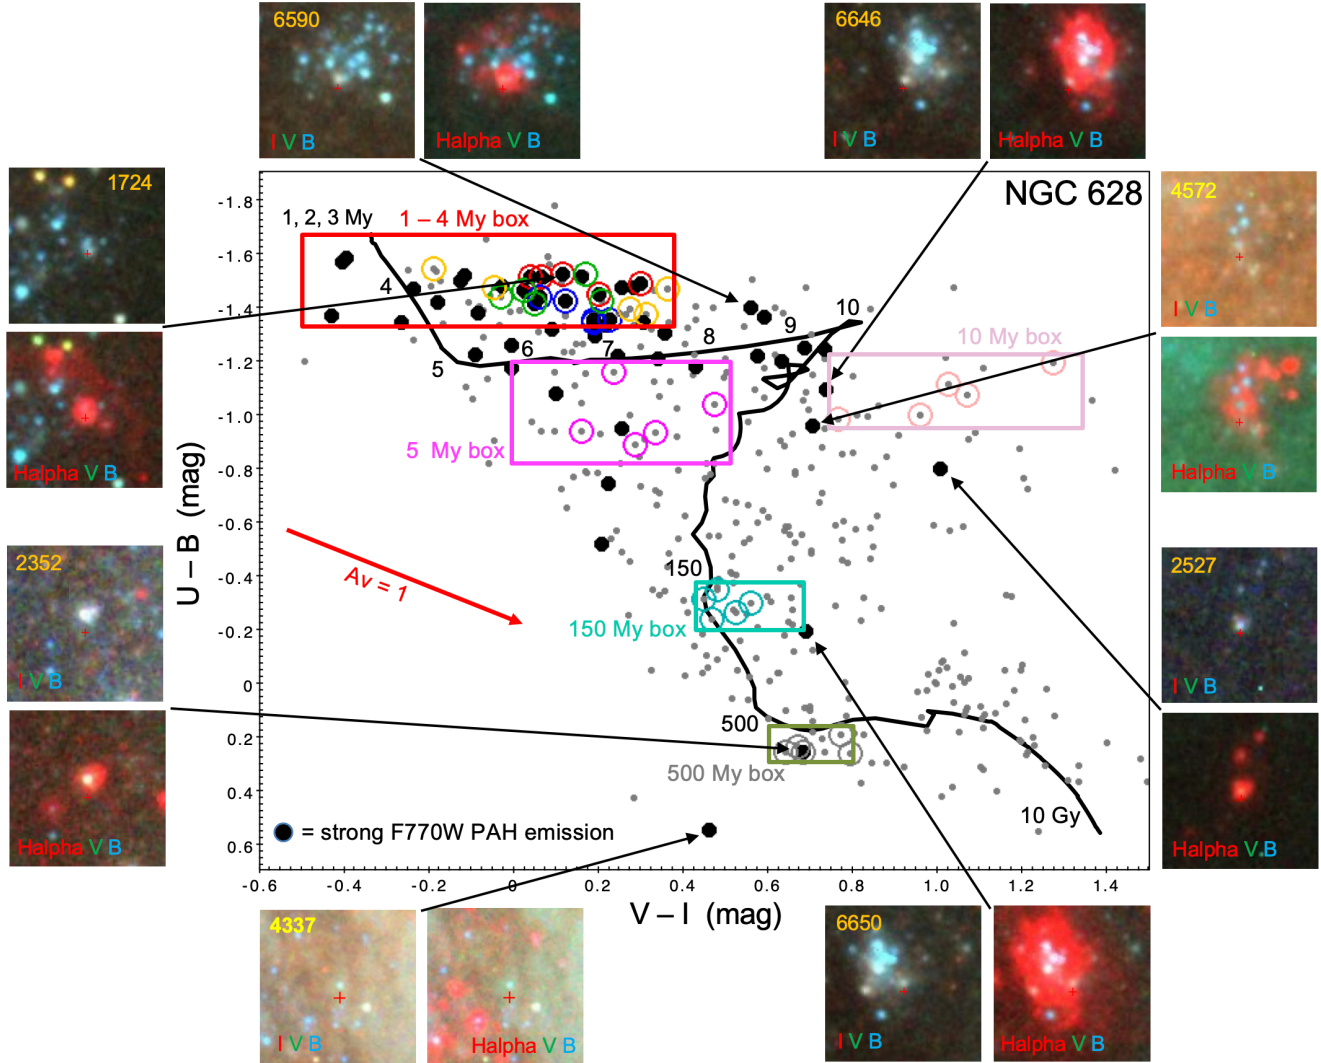 6590
I V B
Halpha V B
6646
I V B
Halpha V B
1724
Halpha V B
4572
I V B
Halpha V B
2352
I V B
Halpha V B
2527
I V B
Halpha V B
4337
I V B
Halpha V B
6650
I V B
Halpha V B
NGC 628
1, 2, 3 My
1 – 4 My box
4
5
6
7
8
9
10
10 My box
5 My box
150
150 My box
500
500 My box
10 Gy
Av = 1
= strong F770W PAH emission
U – B (mag)
-1.8
-1.6
-1.4
-1.2
-1.0
-0.8
-0.6
-0.4
-0.2
0
0.2
0.4
0.6
-0.6
-0.4
-0.2
0
0.2
0.4
0.6
0.8
1.0
1.2
1.4
V – I (mag)